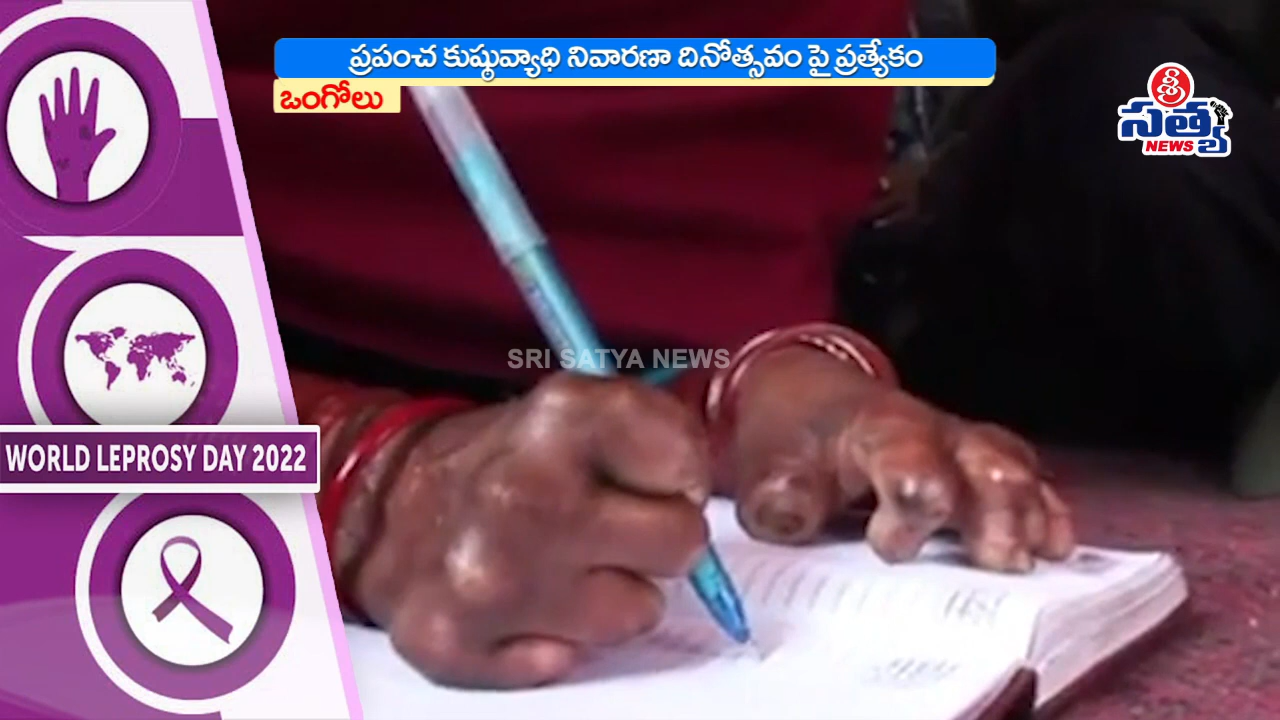 ప్రపంచ కుష్ఠువ్యాధి నివారణా దినోత్సవం పై ప్రత్యేకం
ఒంగోలు
శ్రీ
సత్య
NEWS
SRI SATYA NEWS
WORLD LEPROSY DAY 2022